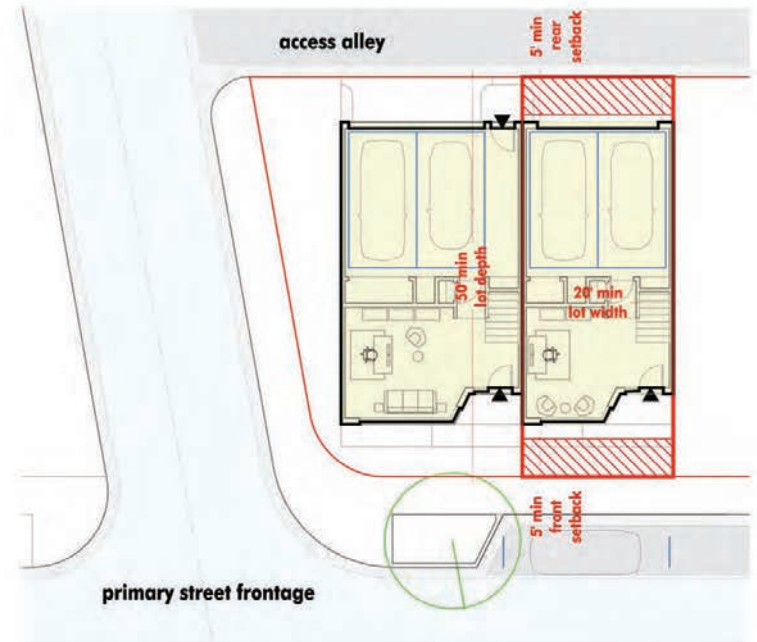 access alley
5' min
rear
setback
50' min
lot depth
20' min
lot width
5' min
front
setback
primary street frontage